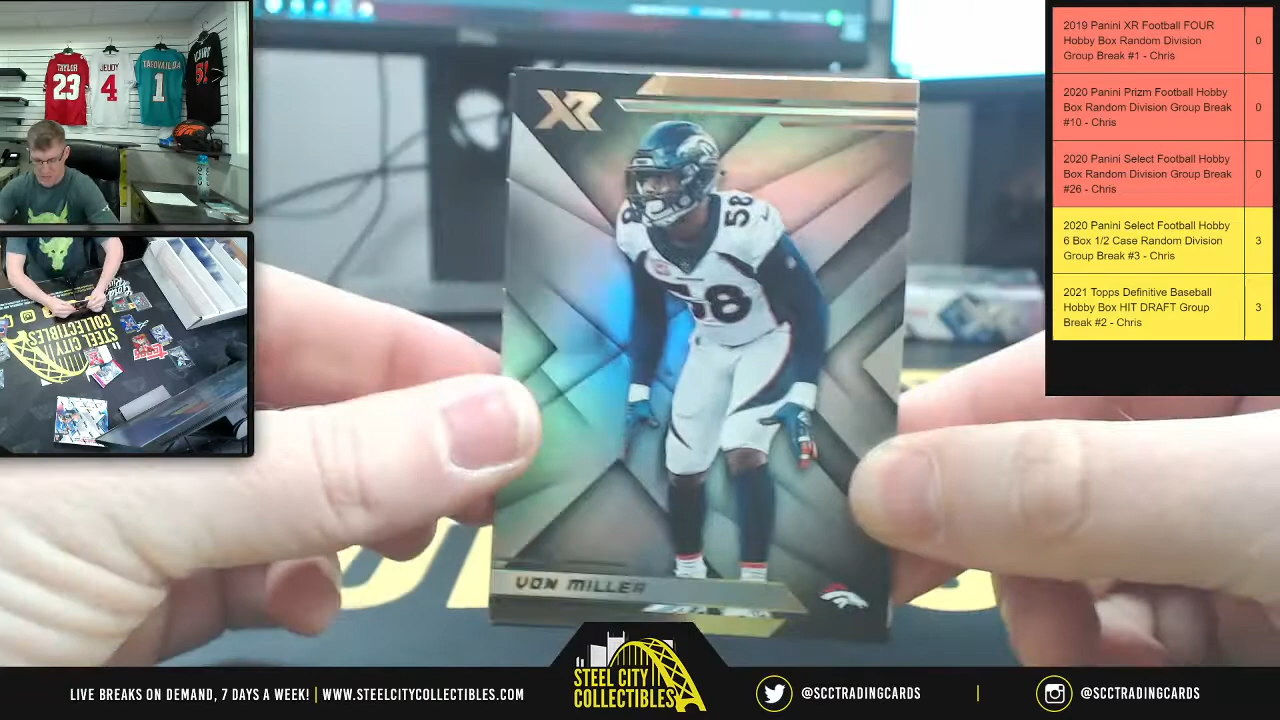 TAYLOR
23
JEUDY
4
TAGOVAILOA
1
ICHIRO
51
STEEL CITY
COLLECTIBLES
XR
58
58
VON MILLER
2019 Panini XR Football FOUR
Hobby Box Random Division
Group Break #1 - Chris
0
2020 Panini Prizm Football Hobby
Box Random Division Group Break
#10 - Chris
0
2020 Panini Select Football Hobby
Box Random Division Group Break
#26 - Chris
0
2020 Panini Select Football Hobby
6 Box 1/2 Case Random Division
Group Break #3 - Chris
3
2021 Topps Definitive Baseball
Hobby Box HIT DRAFT Group
Break #2 - Chris
3
LIVE BREAKS ON DEMAND, 7 DAYS A WEEK! | WWW.STEELCITYCOLLECTIBLES.COM
STEEL CITY
COLLECTIBLES
@SCCTRADINGCARDS
|
@SCCTRADINGCARDS